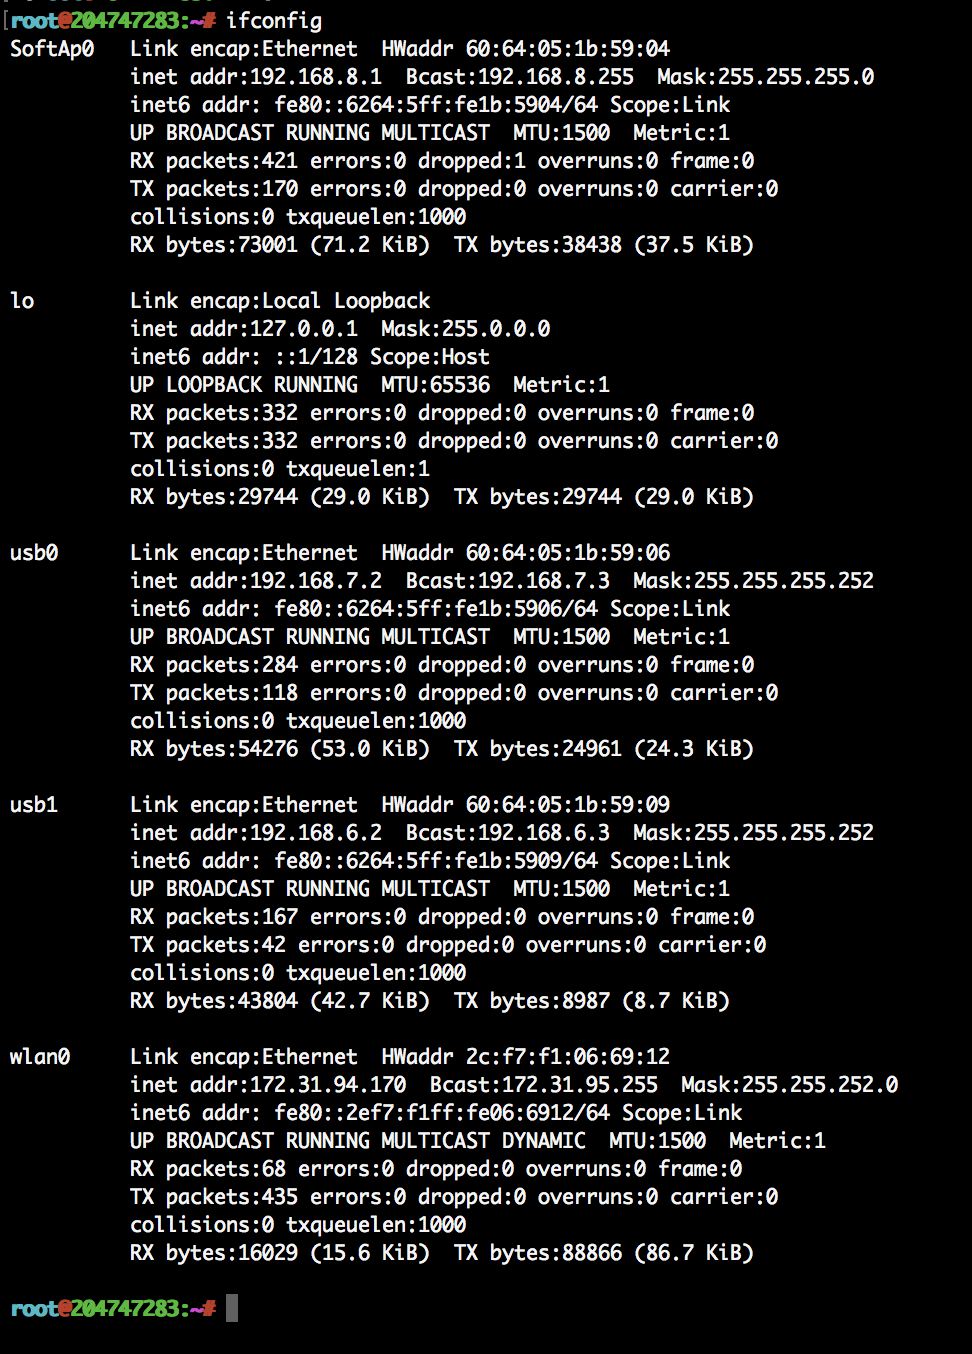 [root@204747283:~# ifconfig
SoftAp0   Link encap:Ethernet  HWaddr 60:64:05:1b:59:04
          inet addr:192.168.8.1  Bcast:192.168.8.255  Mask:255.255.255.0
          inet6 addr: fe80::6264:5ff:fe1b:5904/64 Scope:Link
          UP BROADCAST RUNNING MULTICAST  MTU:1500  Metric:1
          RX packets:421 errors:0 dropped:1 overruns:0 frame:0
          TX packets:170 errors:0 dropped:0 overruns:0 carrier:0
          collisions:0 txqueuelen:1000
          RX bytes:73001 (71.2 KiB)  TX bytes:38438 (37.5 KiB)

lo        Link encap:Local Loopback
          inet addr:127.0.0.1  Mask:255.0.0.0
          inet6 addr: ::1/128 Scope:Host
          UP LOOPBACK RUNNING  MTU:65536  Metric:1
          RX packets:332 errors:0 dropped:0 overruns:0 frame:0
          TX packets:332 errors:0 dropped:0 overruns:0 carrier:0
          collisions:0 txqueuelen:1
          RX bytes:29744 (29.0 KiB)  TX bytes:29744 (29.0 KiB)

usb0      Link encap:Ethernet  HWaddr 60:64:05:1b:59:06
          inet addr:192.168.7.2  Bcast:192.168.7.3  Mask:255.255.255.252
          inet6 addr: fe80::6264:5ff:fe1b:5906/64 Scope:Link
          UP BROADCAST RUNNING MULTICAST  MTU:1500  Metric:1
          RX packets:284 errors:0 dropped:0 overruns:0 frame:0
          TX packets:118 errors:0 dropped:0 overruns:0 carrier:0
          collisions:0 txqueuelen:1000
          RX bytes:54276 (53.0 KiB)  TX bytes:24961 (24.3 KiB)

usb1      Link encap:Ethernet  HWaddr 60:64:05:1b:59:09
          inet addr:192.168.6.2  Bcast:192.168.6.3  Mask:255.255.255.252
          inet6 addr: fe80::6264:5ff:fe1b:5909/64 Scope:Link
          UP BROADCAST RUNNING MULTICAST  MTU:1500  Metric:1
          RX packets:167 errors:0 dropped:0 overruns:0 frame:0
          TX packets:42 errors:0 dropped:0 overruns:0 carrier:0
          collisions:0 txqueuelen:1000
          RX bytes:43804 (42.7 KiB)  TX bytes:8987 (8.7 KiB)

wlan0     Link encap:Ethernet  HWaddr 2c:f7:f1:06:69:12
          inet addr:172.31.94.170  Bcast:172.31.95.255  Mask:255.255.252.0
          inet6 addr: fe80::2ef7:f1ff:fe06:6912/64 Scope:Link
          UP BROADCAST RUNNING MULTICAST DYNAMIC  MTU:1500  Metric:1
          RX packets:68 errors:0 dropped:0 overruns:0 frame:0
          TX packets:435 errors:0 dropped:0 overruns:0 carrier:0
          collisions:0 txqueuelen:1000
          RX bytes:16029 (15.6 KiB)  TX bytes:88866 (86.7 KiB)

root@204747283:~#